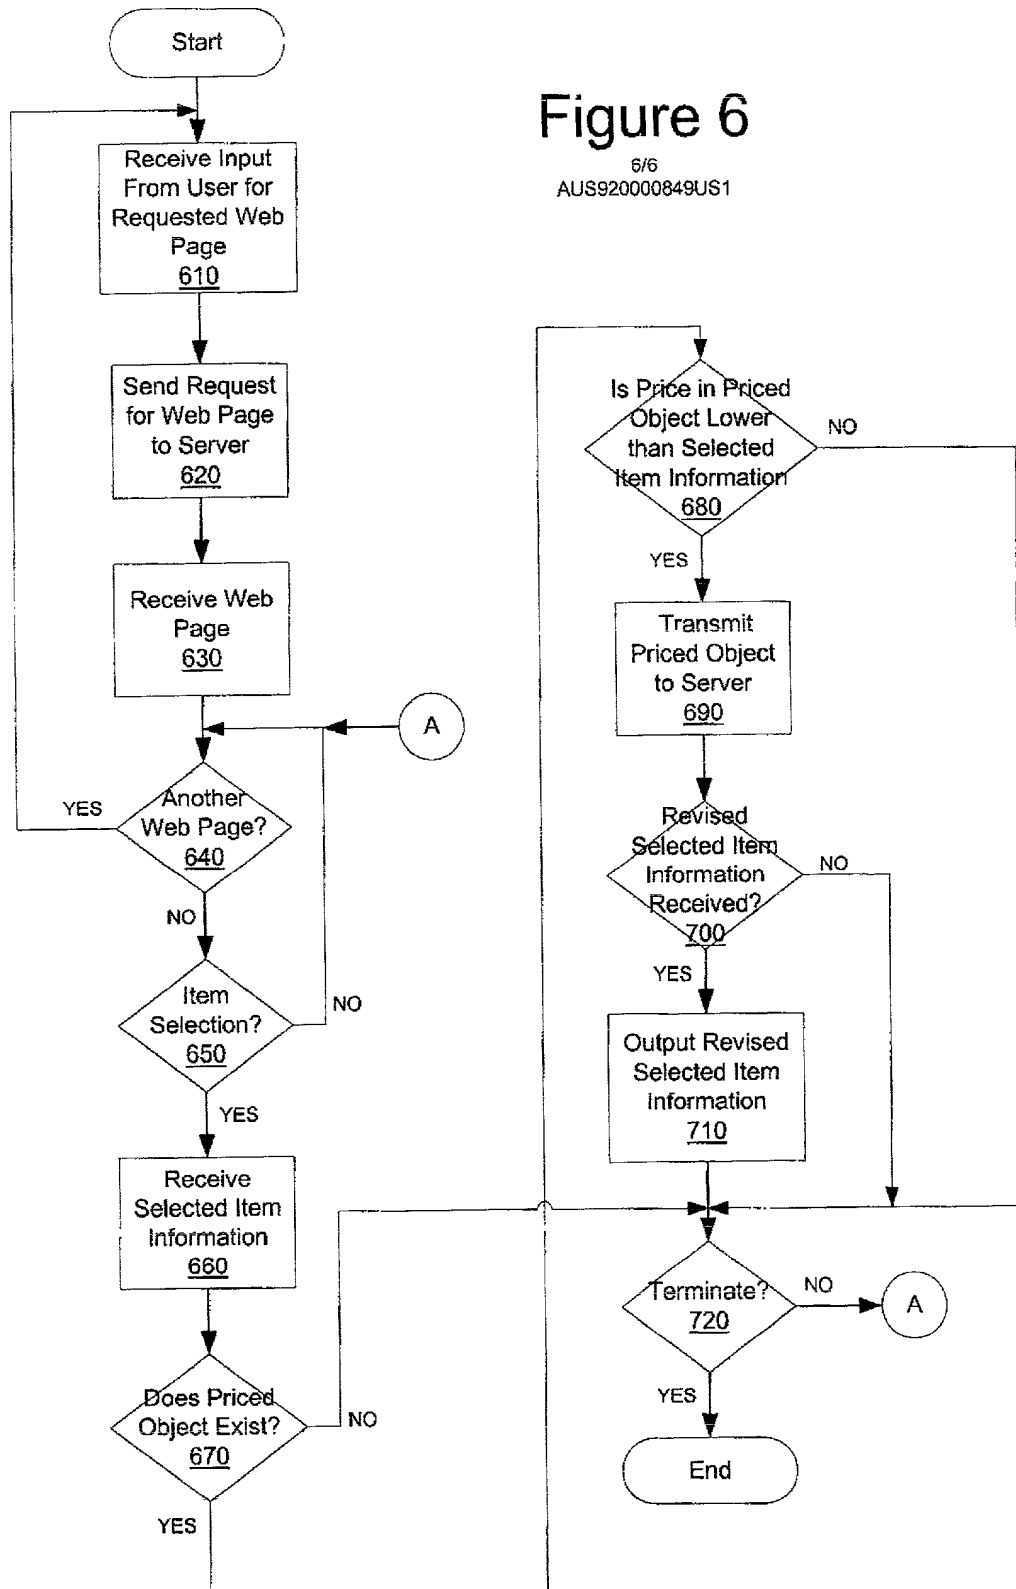 Start
Figure 6
6/6
AUS920000849US1
Receive Input
From User for
Requested Web
Page
610
Send Request
for Web Page
to Server
620
Receive Web
Page
630
A
YES
Another
Web Page?
640
NO
Item
Selection?
650
NO
YES
Receive
Selected Item
Information
660
Does Priced
Object Exist?
670
NO
YES
Is Price in Priced
Object Lower
than Selected
Item Information
680
NO
YES
Transmit
Priced Object
to Server
690
Revised
Selected Item
Information
Received?
700
NO
YES
Output Revised
Selected Item
Information
710
Terminate?
720
NO
A
YES
End